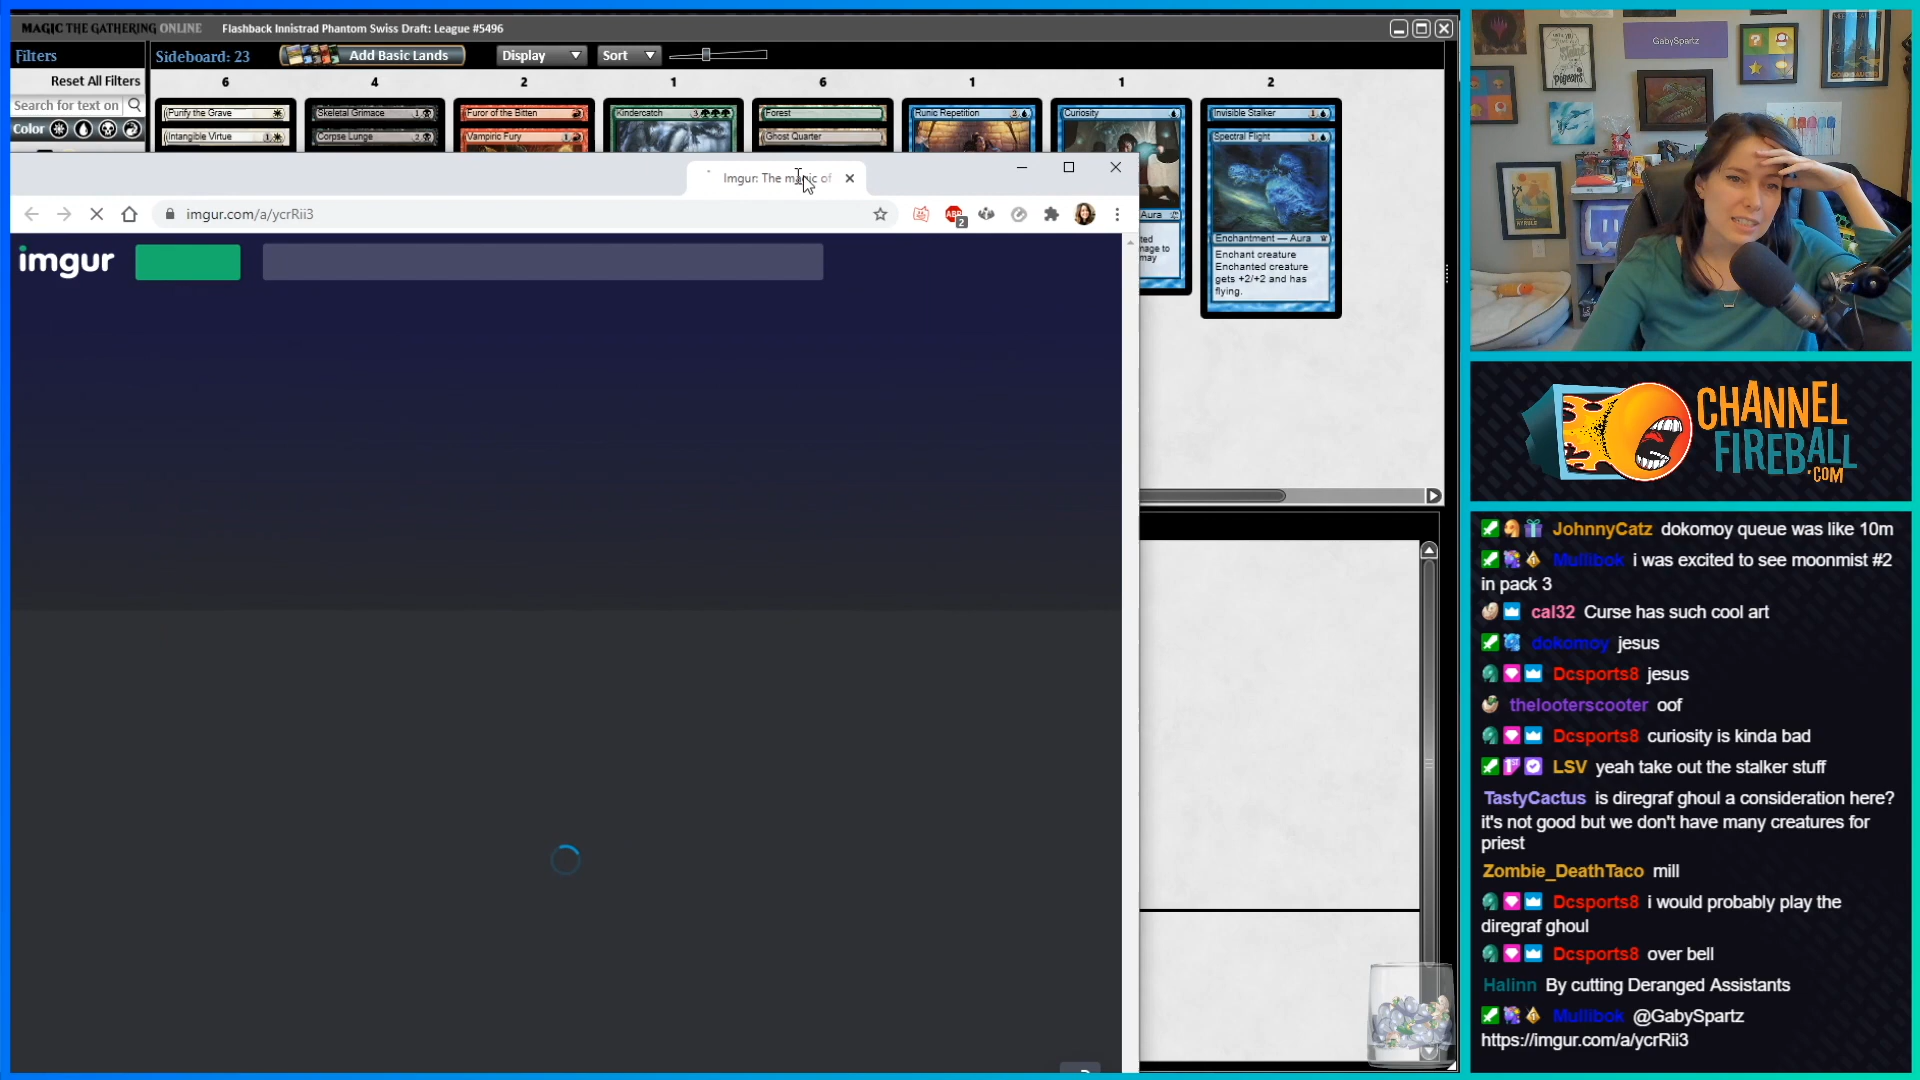 MAGIC THE GATHERING ONLINE Flashback Innistrad Phantom Swiss Draft: League #5496
Filters Sideboard: 23 Add Basic Lands Display Sort
Reset All Filters 6 4 2 1 6 1 1 2
Search for text on
Color
Purify the Grave Skeletal Grimace Furor of the Bitten Kindercatch Forest Runic Repetition Curiosity Invisible Stalker
Intangible Virtue Corpse Lunge Vampiric Fury Ghost Quarter Spectral Flight
Imgur: The magic of
imgur.com/a/ycrRii3
imgur
Aura
Enchantment — Aura
Enchant creature
Enchanted creature
gets +2/+2 and has
flying.
GabySpartz
CHANNEL
FIREBALL
.COM
JohnnyCatz dokomoy queue was like 10m
Mullibok i was excited to see moonmist #2
in pack 3
cal32 Curse has such cool art
dokomoy jesus
Dcsports8 jesus
thelooterscooter oof
Dcsports8 curiosity is kinda bad
LSV yeah take out the stalker stuff
TastyCactus is diregraf ghoul a consideration here?
it's not good but we don't have many creatures for
priest
Zombie_DeathTaco mill
Dcsports8 i would probably play the
diregraf ghoul
Dcsports8 over bell
Halinn By cutting Deranged Assistants
Mullibok @GabySpartz
https://imgur.com/a/ycrRii3